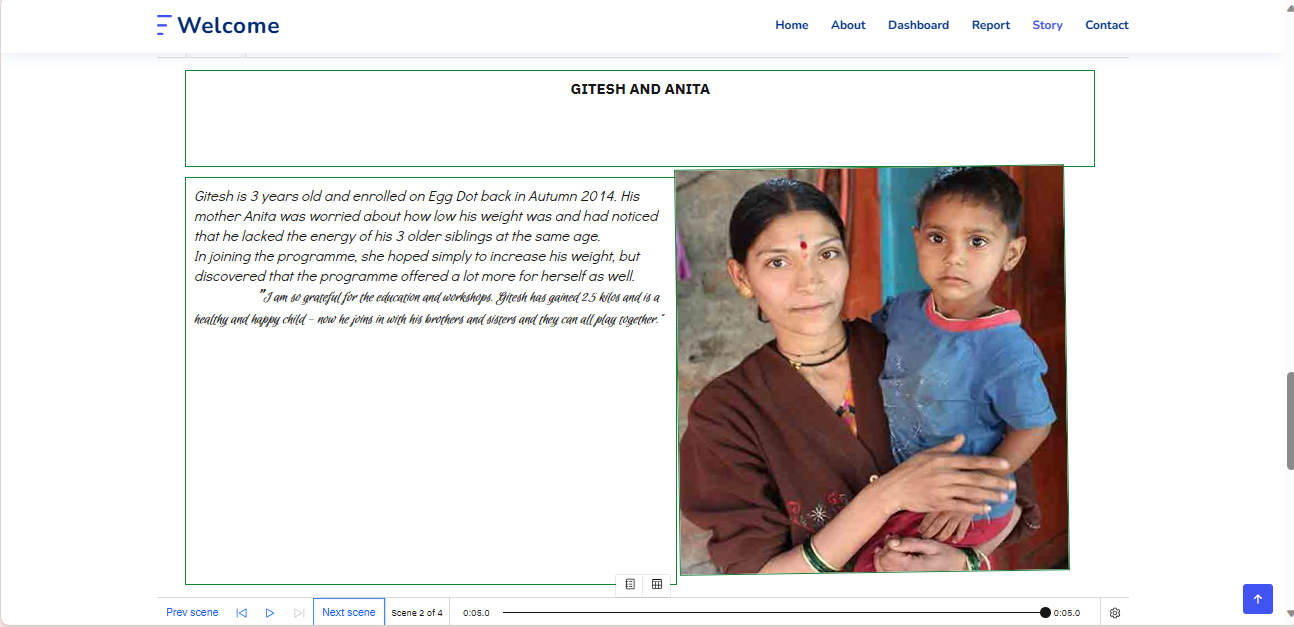 Welcome
Home About Dashboard Report Story Contact
GITESH AND ANITA
Gitesh is 3 years old and enrolled on Egg Dot back in Autumn 2014. His
mother Anita was worried about how low his weight was and had noticed
that he lacked the energy of his 3 older siblings at the same age.
In joining the programme, she hoped simply to increase his weight, but
discovered that the programme offered a lot more for herself as well.
"I am so grateful for the education and workshops. Gitesh has gained 2.5 kilos and is a
healthy and happy child – now he joins in with his brothers and sisters and they can all play together."
Prev scene Next scene Scene 2 of 4 0:05.0 0:05.0